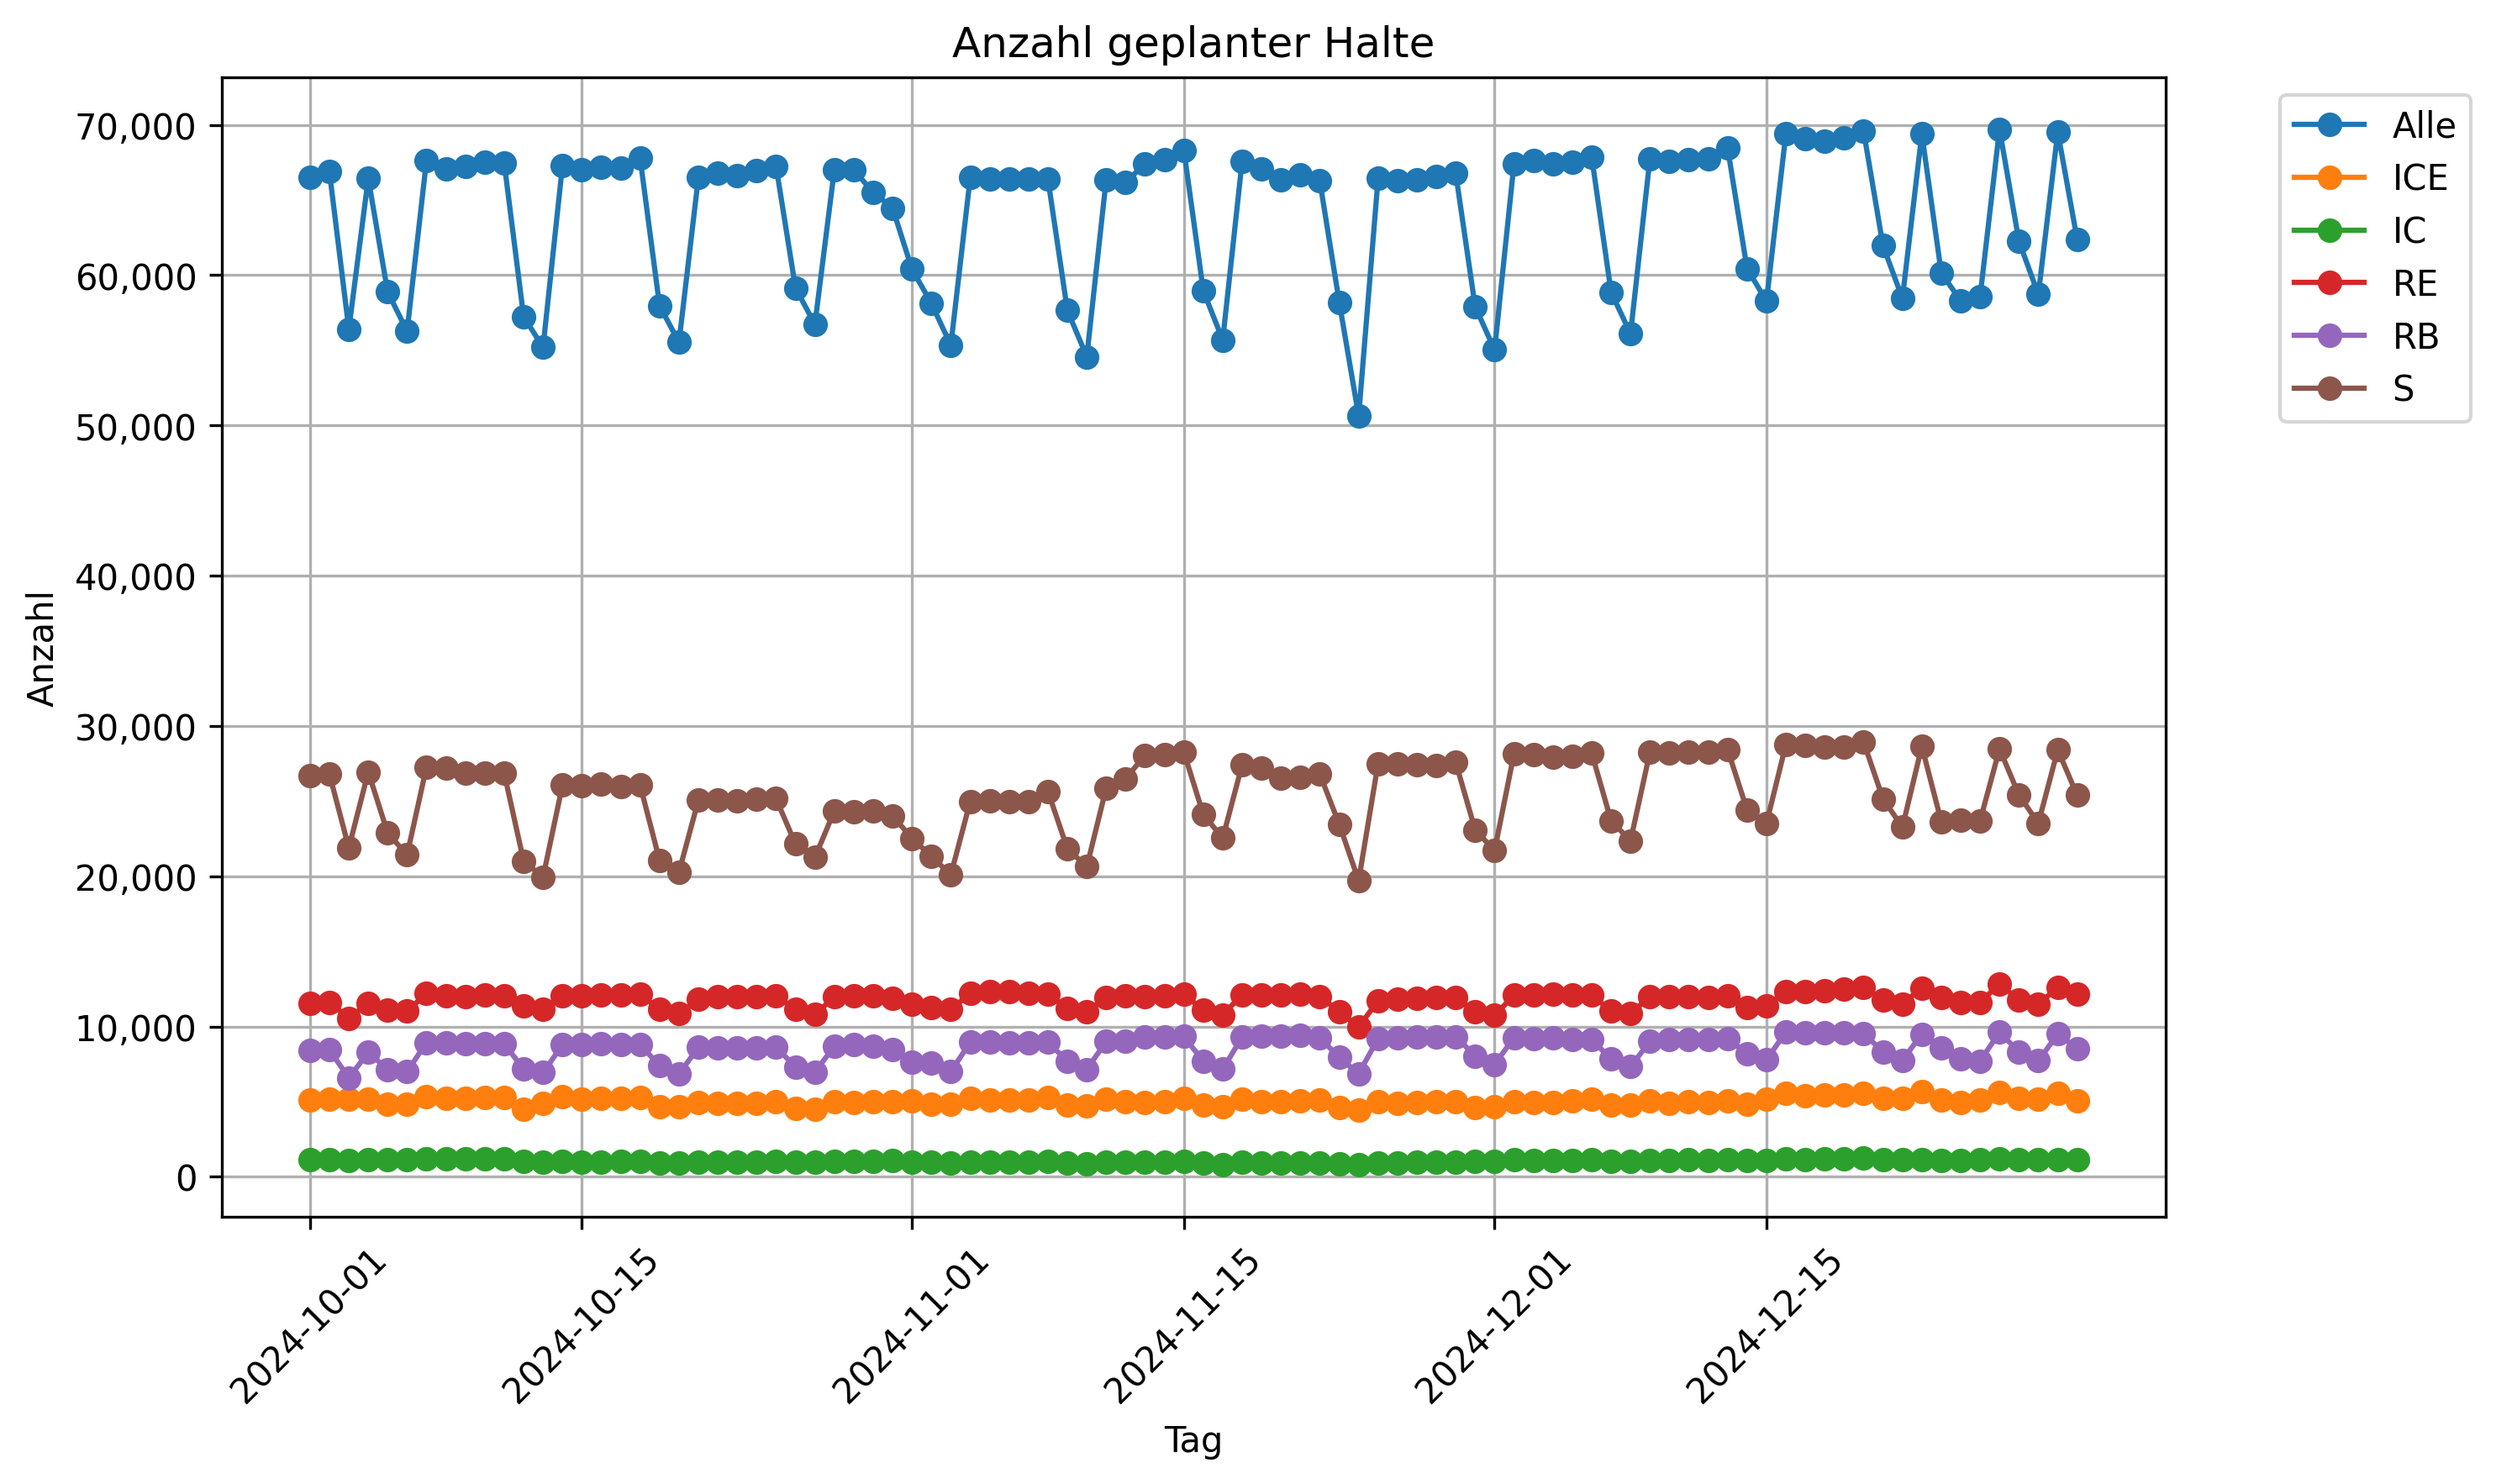 Anzahl geplanter Halte
70,000
60,000
50,000
40,000
30,000
20,000
10,000
0
Anzahl
2024-10-01
2024-10-15
2024-11-01
2024-11-15
2024-12-01
2024-12-15
Tag
Alle
ICE
IC
RE
RB
S